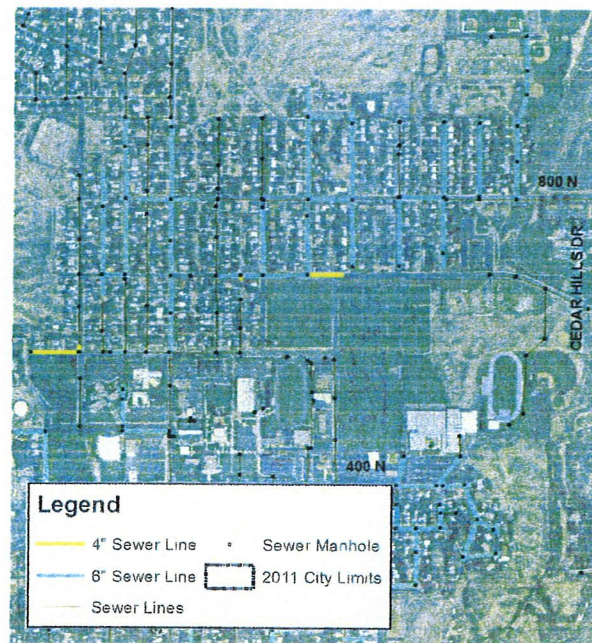 800 N
CEDAR HILLS DR.
400 N
Legend
4" Sewer Line
Sewer Manhole
6" Sewer Line
2011 City Limits
Sewer Lines